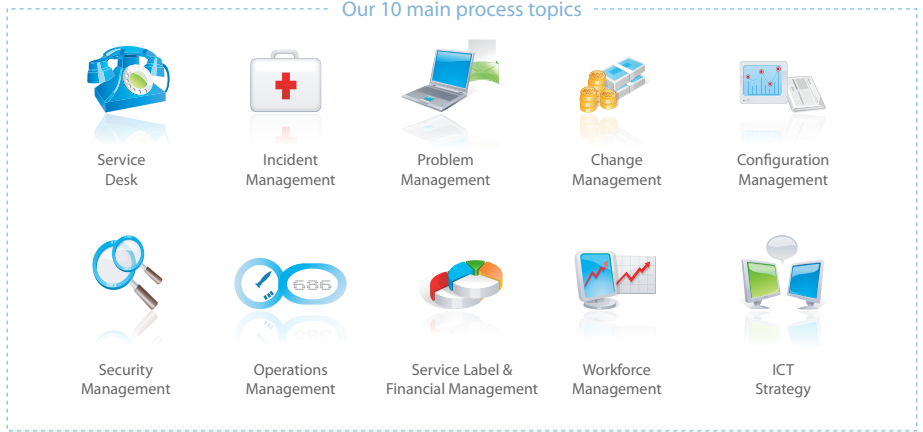 Our 10 main process topics
Service
Desk
Incident
Management
Problem
Management
Change
Management
Configuration
Management
686
Security
Management
Operations
Management
Service Label &
Financial Management
Workforce
Management
ICT
Strategy